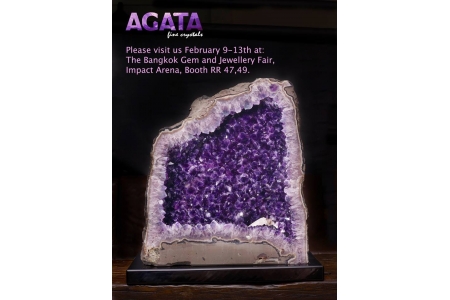 AGATA
fine crystals
Please visit us February 9-13th at:
The Bangkok Gem and Jewellery Fair,
Impact Arena, Booth RR 47,49.